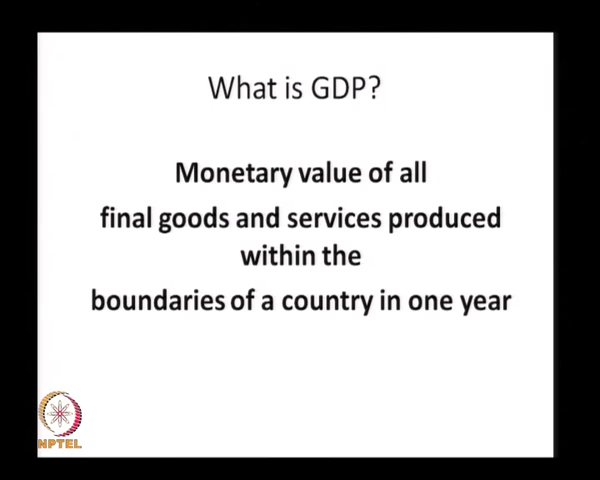 What is GDP?
Monetary value of all
final goods and services produced
within the
boundaries of a country in one year
NPTEL